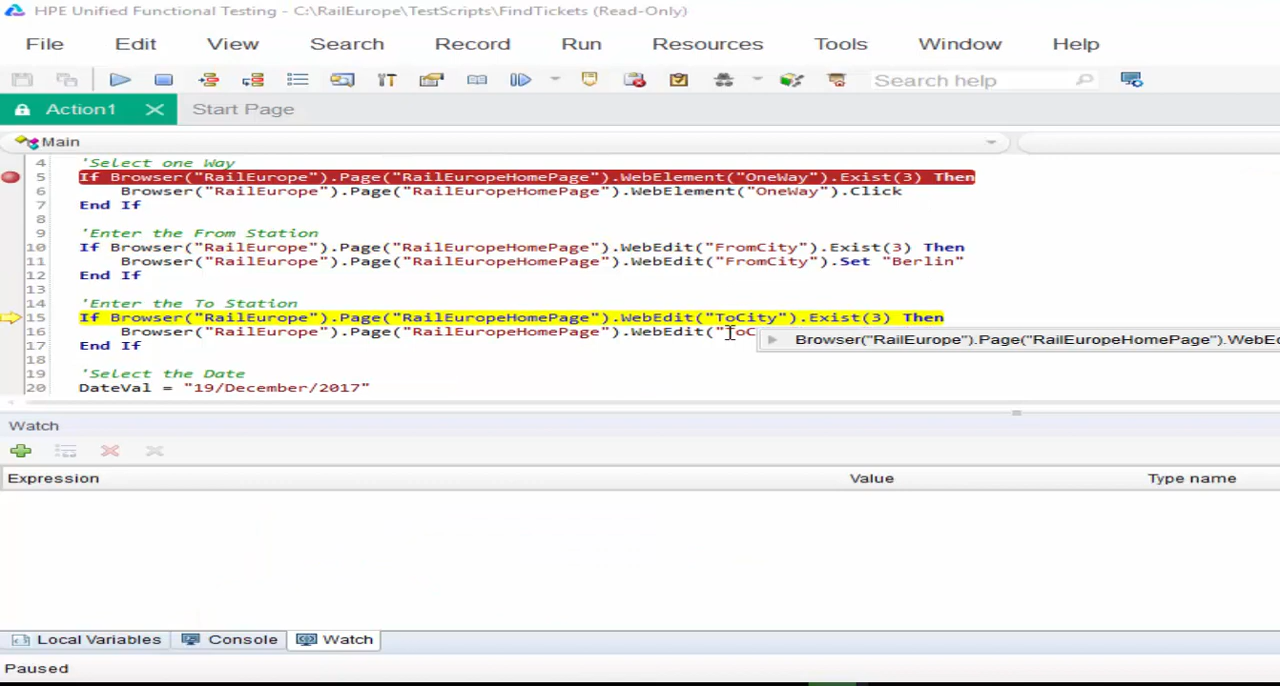 HPE Unified Functional Testing - C:\RailEurope\TestScripts\FindTickets (Read-Only)
File Edit View Search Record Run Resources Tools Window Help
Search help
Action1 Start Page
Main
4 'Select one Way
5 If Browser("RailEurope").Page("RailEuropeHomePage").WebElement("OneWay").Exist(3) Then
6 Browser("RailEurope").Page("RailEuropeHomePage").WebElement("OneWay").Click
7 End If
8
9 'Enter the From Station
10 If Browser("RailEurope").Page("RailEuropeHomePage").WebEdit("FromCity").Exist(3) Then
11 Browser("RailEurope").Page("RailEuropeHomePage").WebEdit("FromCity").Set "Berlin"
12 End If
13
14 'Enter the To Station
15 If Browser("RailEurope").Page("RailEuropeHomePage").WebEdit("ToCity").Exist(3) Then
16 Browser("RailEurope").Page("RailEuropeHomePage").WebEdit("ToC
Browser("RailEurope").Page("RailEuropeHomePage").WebEd
17 End If
18
19 'Select the Date
20 DateVal = "19/December/2017"
Watch
Expression Value Type name
Local Variables Console Watch
Paused